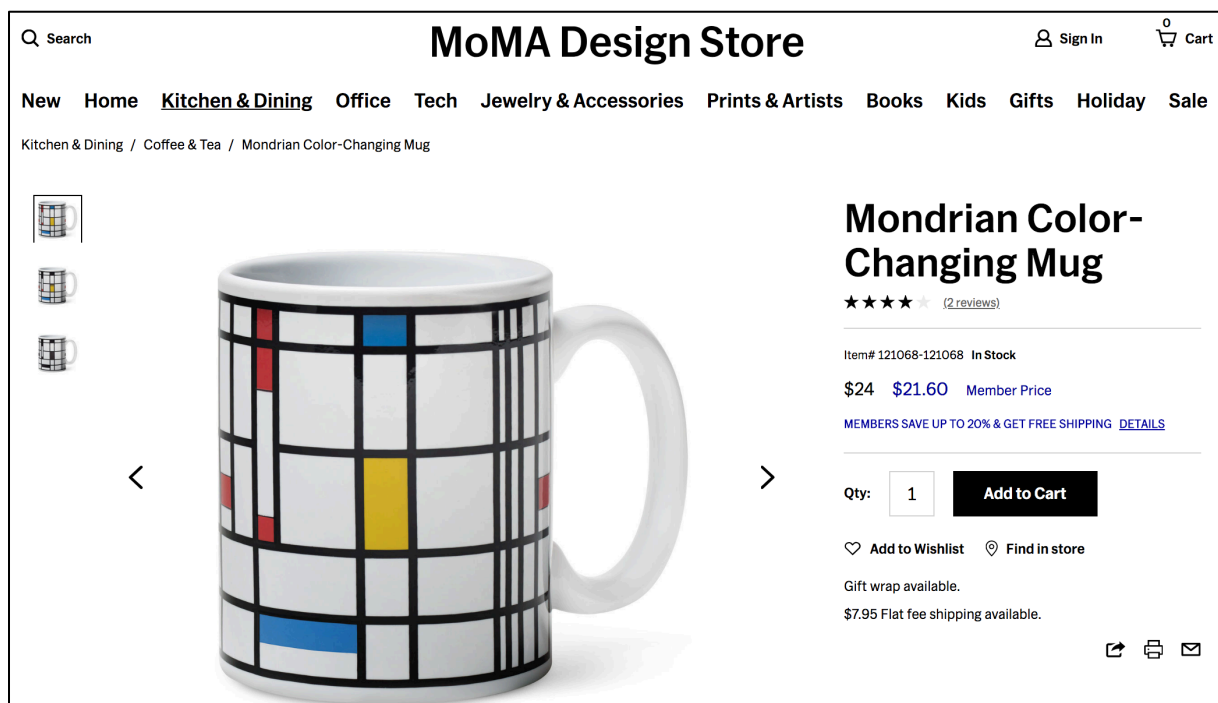 Search
MoMA Design Store
Sign In
0
Cart
New Home Kitchen & Dining Office Tech Jewelry & Accessories Prints & Artists Books Kids Gifts Holiday Sale
Kitchen & Dining / Coffee & Tea / Mondrian Color-Changing Mug
Mondrian Color-
Changing Mug
(2 reviews)
Item# 121068-121068 In Stock
$24 $21.60 Member Price
MEMBERS SAVE UP TO 20% & GET FREE SHIPPING DETAILS
Qty: 1 Add to Cart
Add to Wishlist Find in store
Gift wrap available.
$7.95 Flat fee shipping available.